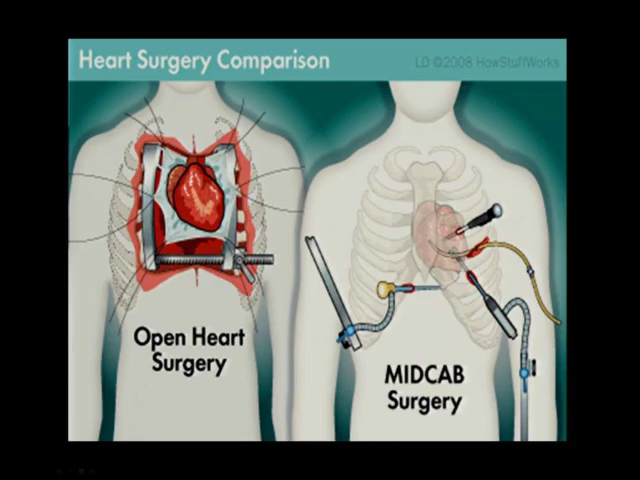 Heart Surgery Comparison
LD ©2008 HowStuffWorks
Open Heart
Surgery
MIDCAB
Surgery